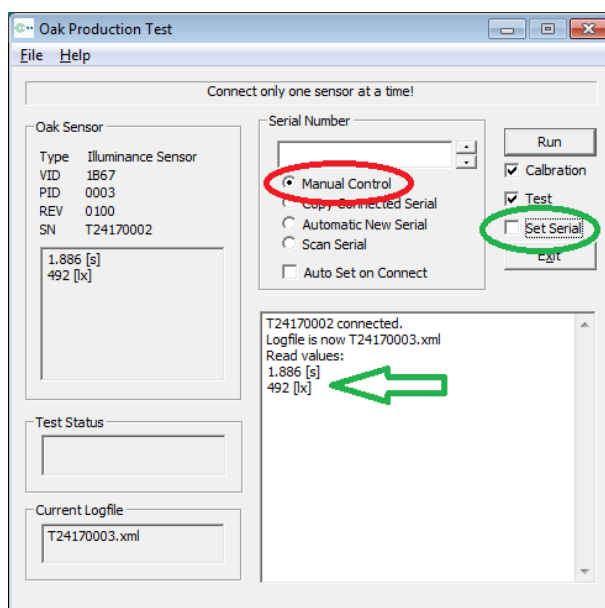 Oak Production Test
File Help
Connect only one sensor at a time!
Oak Sensor
Type Illuminance Sensor
VID 1B67
PID 0003
REV 0100
SN T24170002
1.886 [s]
492 [lx]
Serial Number
Manual Control
Copy Connected Serial
Automatic New Serial
Scan Serial
Auto Set on Connect
Run
Calbration
Test
Set Serial
Exit
T24170002 connected.
Logfile is now T24170003.xml
Read values:
1.886 [s]
492 [lx]
Test Status
Current Logfile
T24170003.xml